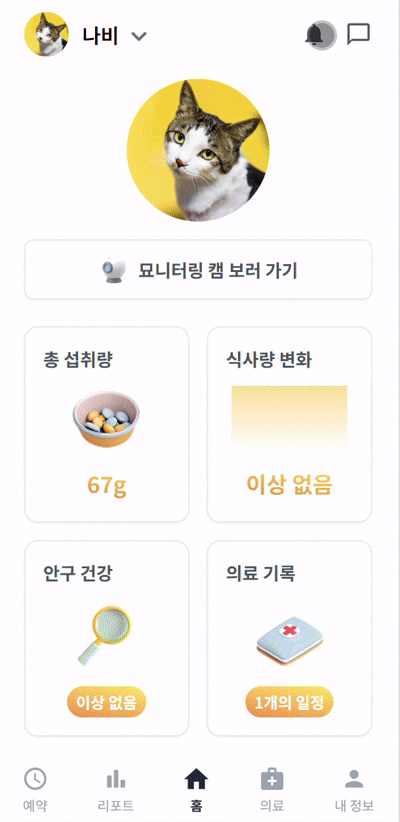 나비
묘니터링 캠 보러 가기
총 섭취량
식사량 변화
67g
이상 없음
안구 건강
의료 기록
이상 없음
1개의 일정
예약
리포트
홈
의료
내 정보